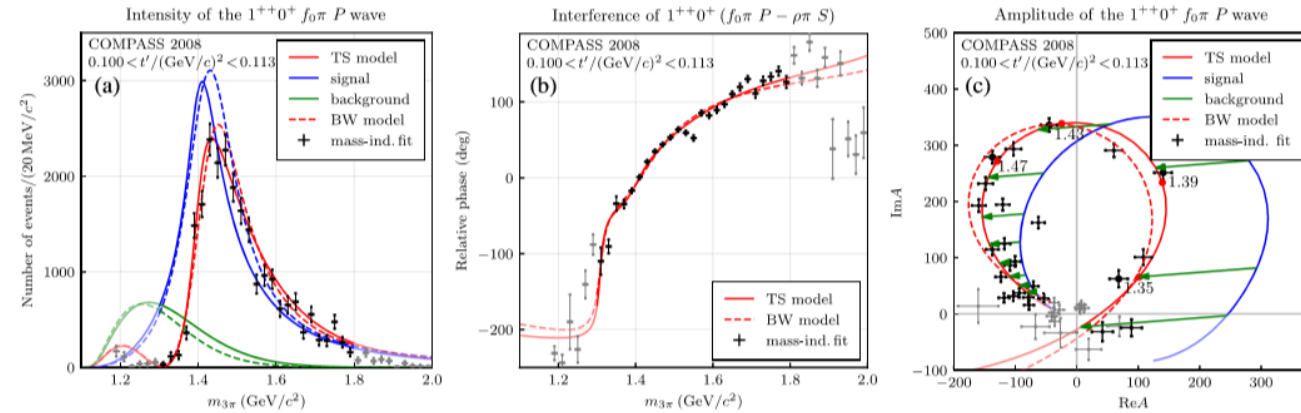 Intensity of the 1⁺⁺0⁺ f₀π P wave
COMPASS 2008
0.100 < t′/(GeV/c)² < 0.113
(a)
TS model
signal
background
BW model
mass-ind. fit
Number of events/(20 MeV/c²)
3000
2000
1000
0
1.2
1.4
1.6
1.8
2.0
m₃π (GeV/c²)
Interference of 1⁺⁺0⁺ (f₀π P − ρπ S)
COMPASS 2008
0.100 < t′/(GeV/c)² < 0.113
(b)
Relative phase (deg)
100
0
−100
−200
TS model
BW model
mass-ind. fit
1.2
1.4
1.6
1.8
2.0
m₃π (GeV/c²)
Amplitude of the 1⁺⁺0⁺ f₀π P wave
COMPASS 2008
0.100 < t′/(GeV/c)² < 0.113
(c)
TS model
signal
background
BW model
mass-ind. fit
ImA
500
400
300
200
100
0
−100
1.43
1.47
1.39
1.35
−200
−100
0
100
200
300
ReA